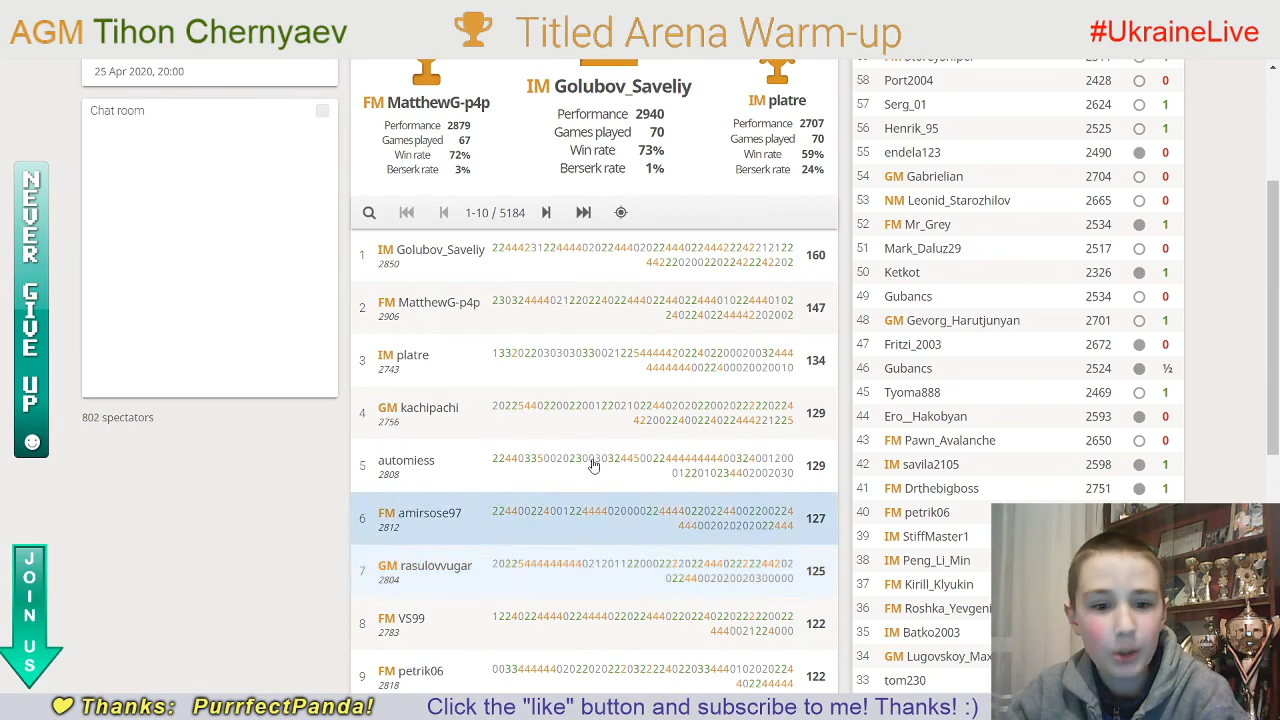 AGM Tihon Chernyaev
Titled Arena Warm-up
#UkraineLive
25 Apr 2020, 20:00
Chat room
802 spectators
NEVER GIVE UP
JOIN US
FM MatthewG-p4p
Performance 2879
Games played 67
Win rate 72%
Berserk rate 3%
IM Golubov_Saveliy
Performance 2940
Games played 70
Win rate 73%
Berserk rate 1%
IM platre
Performance 2707
Games played 70
Win rate 59%
Berserk rate 24%
1-10 / 5184
1 IM Golubov_Saveliy 160
2850
2 FM MatthewG-p4p 147
2906
3 IM platre 134
2743
4 GM kachipachi 129
2756
5 automiess 129
2808
6 FM amirsose97 127
2812
7 GM rasulovvugar 125
2804
8 FM VS99 122
2783
9 FM petrik06 122
2818
58 Port2004 2428 0
57 Serg_01 2624 1
56 Henrik_95 2525 1
55 endela123 2490 0
54 GM Gabrielian 2704 0
53 NM Leonid_Starozhilov 2665 0
52 FM Mr_Grey 2534 1
51 Mark_Daluz29 2517 0
50 Ketkot 2326 1
49 Gubancs 2534 0
48 GM Gevorg_Harutjunyan 2701 1
47 Fritzi_2003 2672 0
46 Gubancs 2524 ½
45 Tyoma888 2469 1
44 Ero__Hakobyan 2593 0
43 FM Pawn_Avalanche 2650 0
42 IM savila2105 2598 1
41 FM Drthebigboss 2751 1
40 FM petrik06
39 IM StiffMaster1
38 IM Peng_Li_Min
37 FM Kirill_Klyukin
36 FM Roshka_Yevgeni
35 IM Batko2003
34 GM Lugovskoy_Max
33 tom230
Thanks: PurrfectPanda!
Click the "like" button and subscribe to me! Thanks! :)